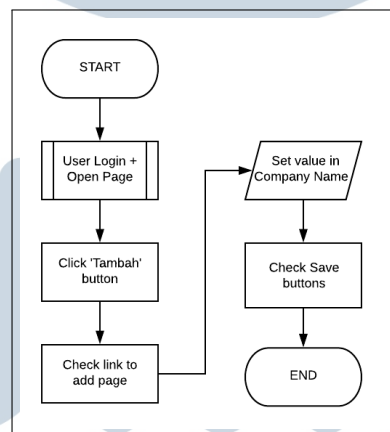 START
User Login +
Open Page
Click 'Tambah'
button
Check link to
add page
Set value in
Company Name
Check Save
buttons
END